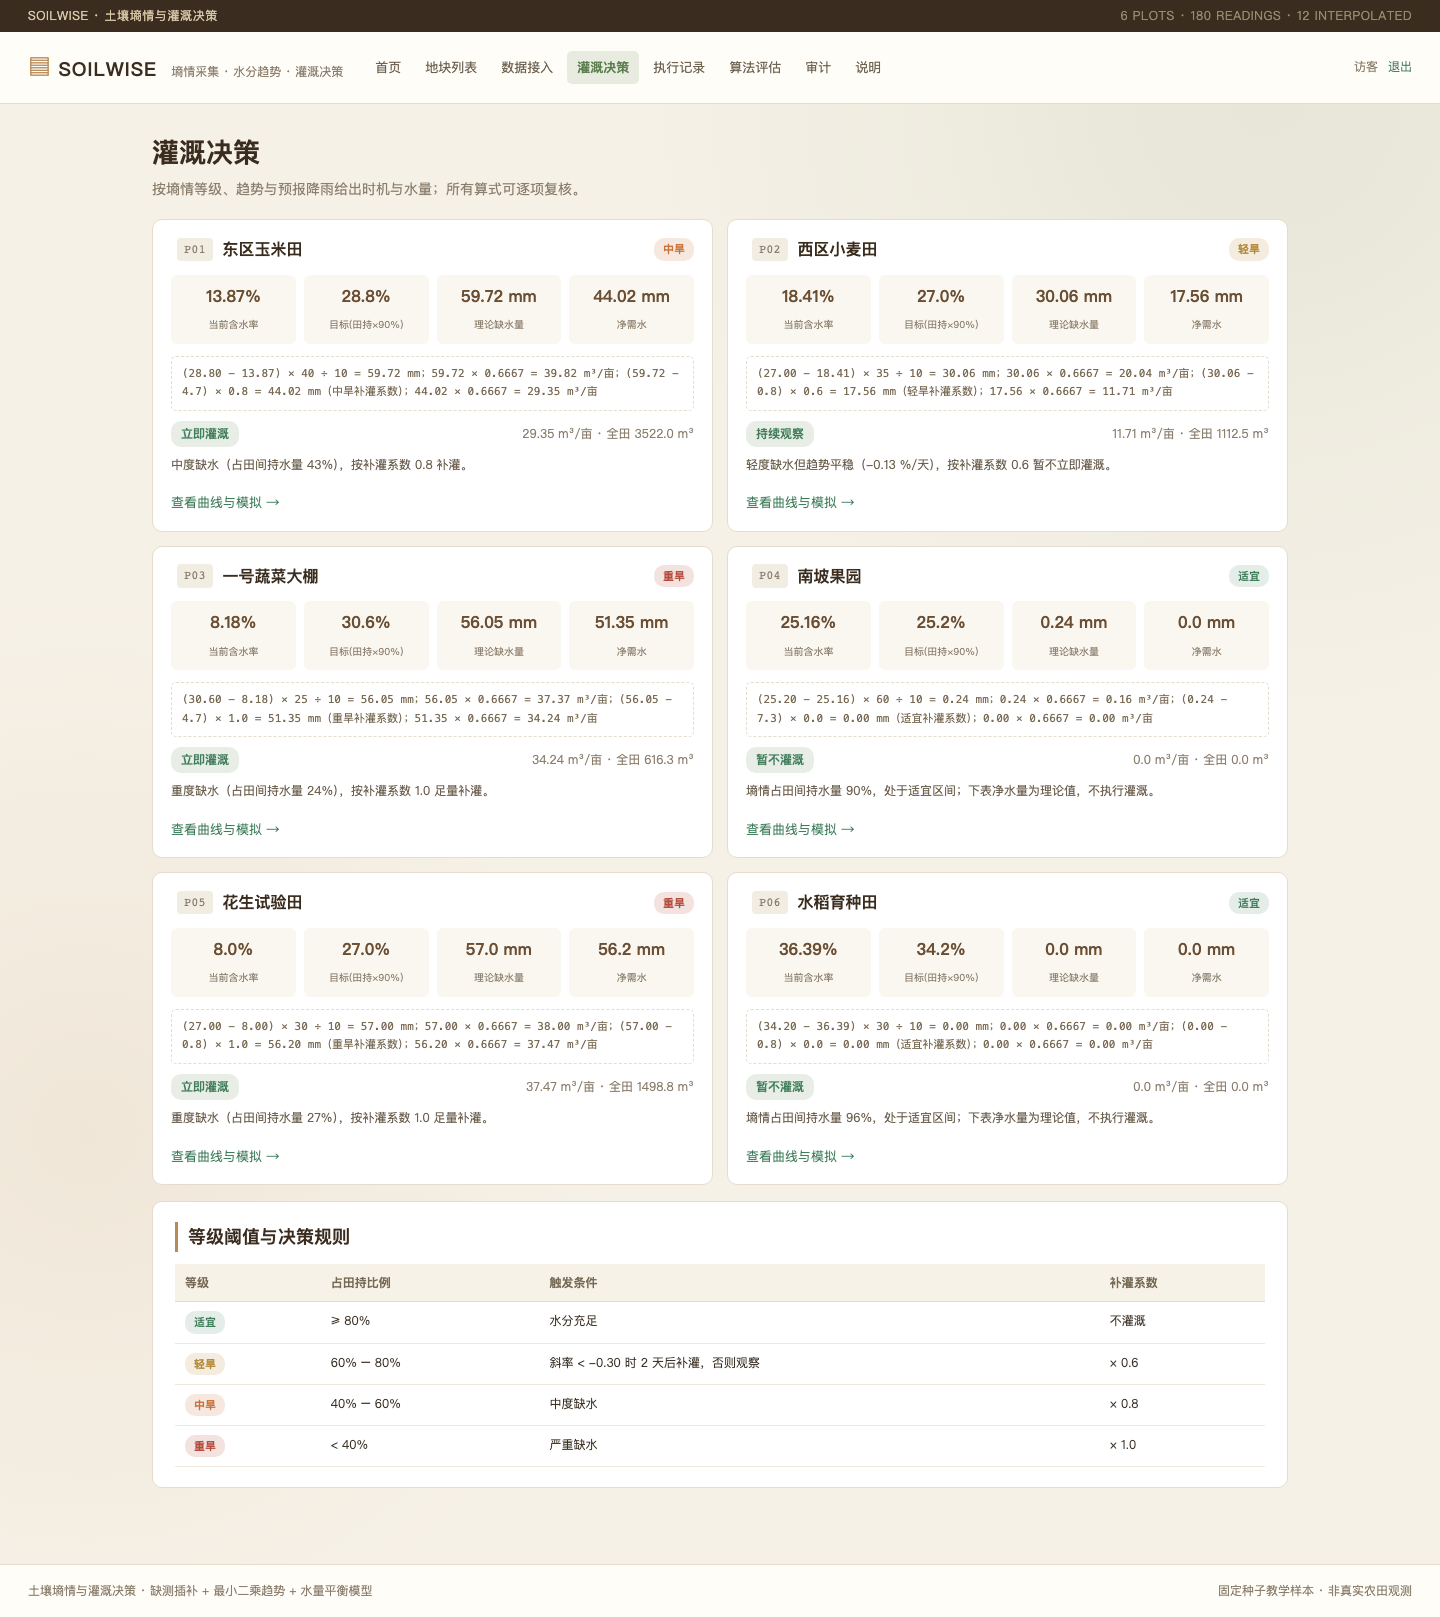 SOILWISE · 土壤墒情与灌溉决策
6 PLOTS · 180 READINGS · 12 INTERPOLATED
SOILWISE 墒情采集 · 水分趋势 · 灌溉决策 首页 地块列表 数据接入 灌溉决策 执行记录 算法评估 审计 说明 访客 退出
灌溉决策
按墒情等级、趋势与预报降雨给出时机与水量；所有算式可逐项复核。
P01 东区玉米田 中旱
13.87% 28.8% 59.72 mm 44.02 mm
当前含水率 目标(田持×90%) 理论缺水量 净需水
(28.80 − 13.87) × 40 ÷ 10 = 59.72 mm; 59.72 × 0.6667 = 39.82 m³/亩; (59.72 −
4.7) × 0.8 = 44.02 mm (中旱补灌系数); 44.02 × 0.6667 = 29.35 m³/亩
立即灌溉 29.35 m³/亩 · 全田 3522.0 m³
中度缺水（占田间持水量 43%），按补灌系数 0.8 补灌。
查看曲线与模拟 →
P02 西区小麦田 轻旱
18.41% 27.0% 30.06 mm 17.56 mm
当前含水率 目标(田持×90%) 理论缺水量 净需水
(27.00 − 18.41) × 35 ÷ 10 = 30.06 mm; 30.06 × 0.6667 = 20.04 m³/亩; (30.06 −
0.8) × 0.6 = 17.56 mm (轻旱补灌系数); 17.56 × 0.6667 = 11.71 m³/亩
持续观察 11.71 m³/亩 · 全田 1112.5 m³
轻度缺水但趋势平稳（−0.13 %/天），按补灌系数 0.6 暂不立即灌溉。
查看曲线与模拟 →
P03 一号蔬菜大棚 重旱
8.18% 30.6% 56.05 mm 51.35 mm
当前含水率 目标(田持×90%) 理论缺水量 净需水
(30.60 − 8.18) × 25 ÷ 10 = 56.05 mm; 56.05 × 0.6667 = 37.37 m³/亩; (56.05 −
4.7) × 1.0 = 51.35 mm (重旱补灌系数); 51.35 × 0.6667 = 34.24 m³/亩
立即灌溉 34.24 m³/亩 · 全田 616.3 m³
重度缺水（占田间持水量 24%），按补灌系数 1.0 足量补灌。
查看曲线与模拟 →
P04 南坡果园 适宜
25.16% 25.2% 0.24 mm 0.0 mm
当前含水率 目标(田持×90%) 理论缺水量 净需水
(25.20 − 25.16) × 60 ÷ 10 = 0.24 mm; 0.24 × 0.6667 = 0.16 m³/亩; (0.24 −
7.3) × 0.0 = 0.00 mm (适宜补灌系数); 0.00 × 0.6667 = 0.00 m³/亩
暂不灌溉 0.0 m³/亩 · 全田 0.0 m³
墒情占田间持水量 90%，处于适宜区间；下表净水量为理论值，不执行灌溉。
查看曲线与模拟 →
P05 花生试验田 重旱
8.0% 27.0% 57.0 mm 56.2 mm
当前含水率 目标(田持×90%) 理论缺水量 净需水
(27.00 − 8.00) × 30 ÷ 10 = 57.00 mm; 57.00 × 0.6667 = 38.00 m³/亩; (57.00 −
0.8) × 1.0 = 56.20 mm (重旱补灌系数); 56.20 × 0.6667 = 37.47 m³/亩
立即灌溉 37.47 m³/亩 · 全田 1498.8 m³
重度缺水（占田间持水量 27%），按补灌系数 1.0 足量补灌。
查看曲线与模拟 →
P06 水稻育种田 适宜
36.39% 34.2% 0.0 mm 0.0 mm
当前含水率 目标(田持×90%) 理论缺水量 净需水
(34.20 − 36.39) × 30 ÷ 10 = 0.00 mm; 0.00 × 0.6667 = 0.00 m³/亩; (0.00 −
0.8) × 0.0 = 0.00 mm (适宜补灌系数); 0.00 × 0.6667 = 0.00 m³/亩
暂不灌溉 0.0 m³/亩 · 全田 0.0 m³
墒情占田间持水量 96%，处于适宜区间；下表净水量为理论值，不执行灌溉。
查看曲线与模拟 →
等级阈值与决策规则
等级 占田持比例 触发条件 补灌系数
适宜 ≥ 80% 水分充足 不灌溉
轻旱 60% – 80% 斜率 < −0.30 时 2 天后补灌，否则观察 × 0.6
中旱 40% – 60% 中度缺水 × 0.8
重旱 < 40% 严重缺水 × 1.0
土壤墒情与灌溉决策 · 缺测插补 + 最小二乘趋势 + 水量平衡模型
固定种子教学样本 · 非真实农田观测